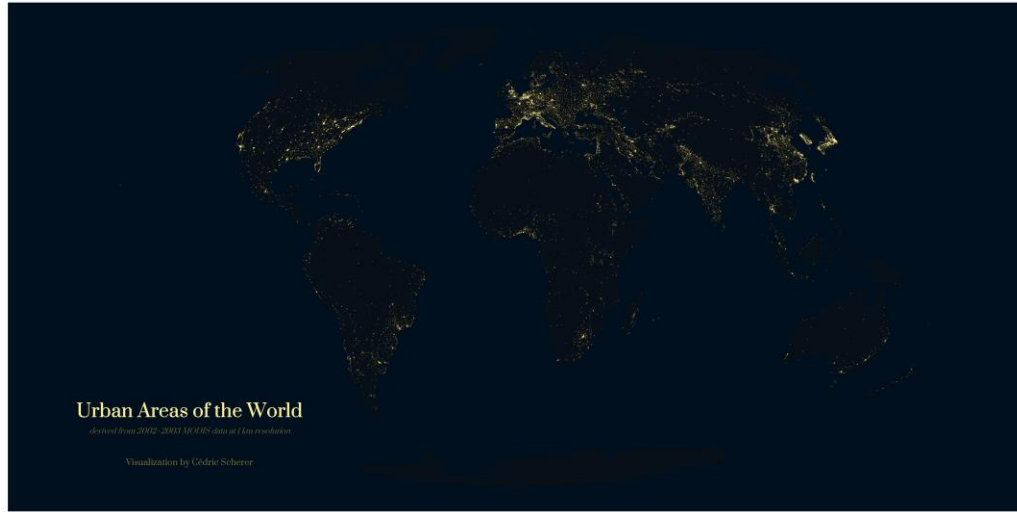 Urban Areas of the World
derived from 2002–2003 MODIS data at 1 km resolution
Visualization by Cédric Scherer